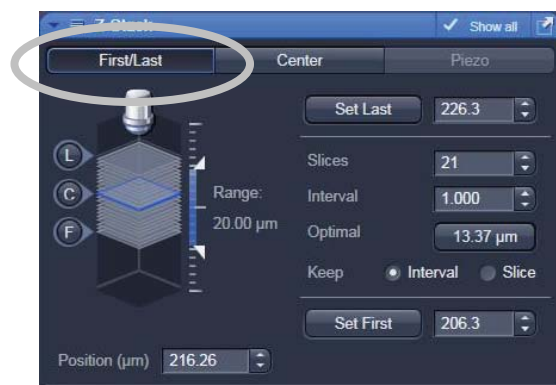 Z-Stack Show all
First/Last Center Piezo
Set Last 226.3
L Slices 21
C Range: Interval 1.000
F 20.00 µm Optimal 13.37 µm
Keep Interval Slice
Set First 206.3
Position (µm) 216.26